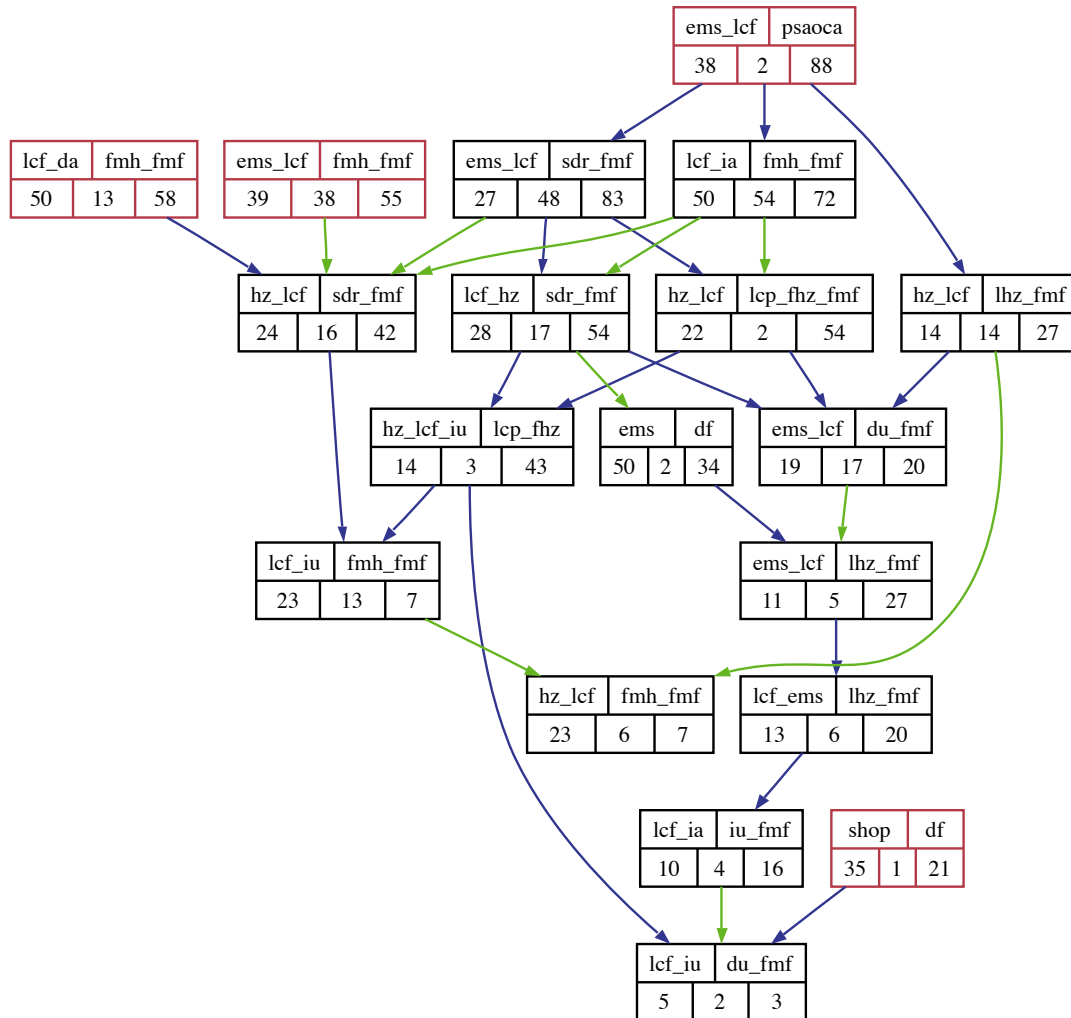 ems_lcf psaoca
38 2 88
lcf_da fmh_fmf
50 13 58
ems_lcf fmh_fmf
39 38 55
ems_lcf sdr_fmf
27 48 83
lcf_ia fmh_fmf
50 54 72
hz_lcf sdr_fmf
24 16 42
lcf_hz sdr_fmf
28 17 54
hz_lcf lcp_fhz_fmf
22 2 54
hz_lcf lhz_fmf
14 14 27
hz_lcf_iu lcp_fhz
14 3 43
ems df
50 2 34
ems_lcf du_fmf
19 17 20
lcf_iu fmh_fmf
23 13 7
ems_lcf lhz_fmf
11 5 27
hz_lcf fmh_fmf
23 6 7
lcf_ems lhz_fmf
13 6 20
lcf_ia iu_fmf
10 4 16
shop df
35 1 21
lcf_iu du_fmf
5 2 3